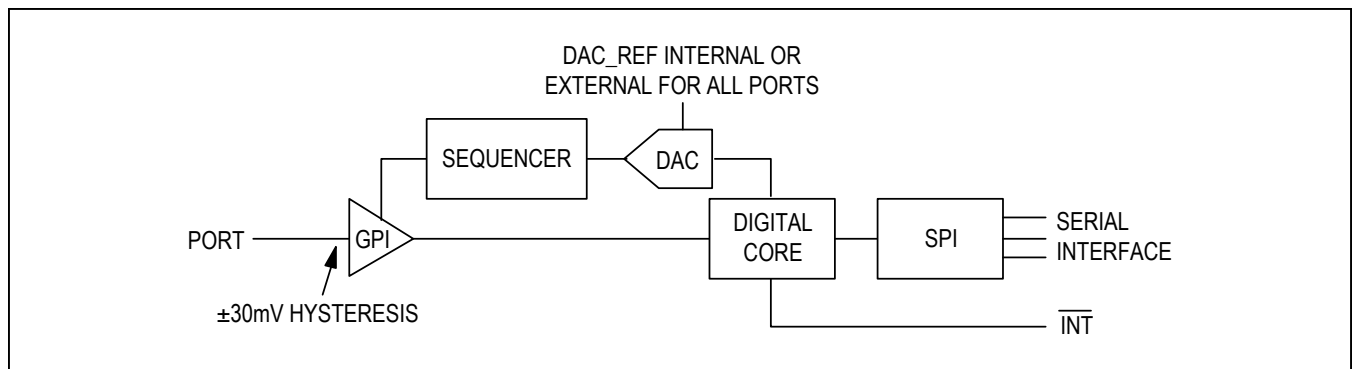 DAC_REF INTERNAL OR
EXTERNAL FOR ALL PORTS
SEQUENCER
DAC
PORT
GPI
DIGITAL
CORE
SPI
SERIAL
INTERFACE
±30mV HYSTERESIS
INT